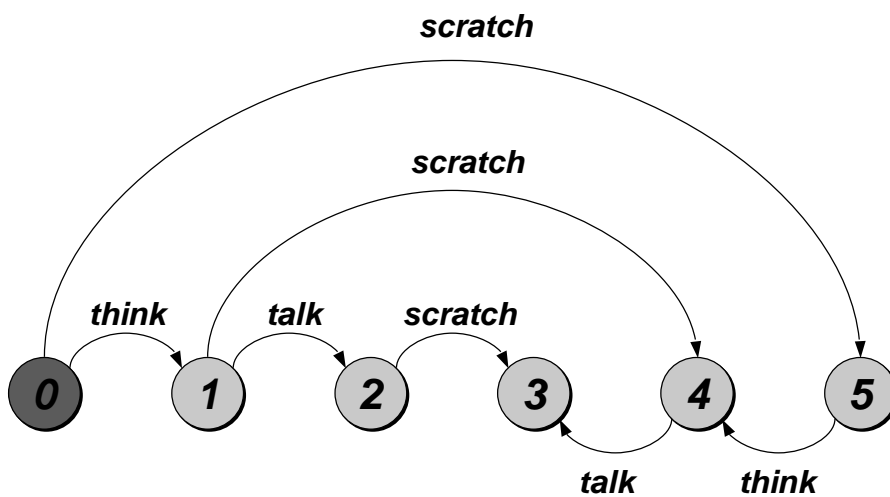 scratch
scratch
think talk scratch
0 1 2 3 4 5
talk think